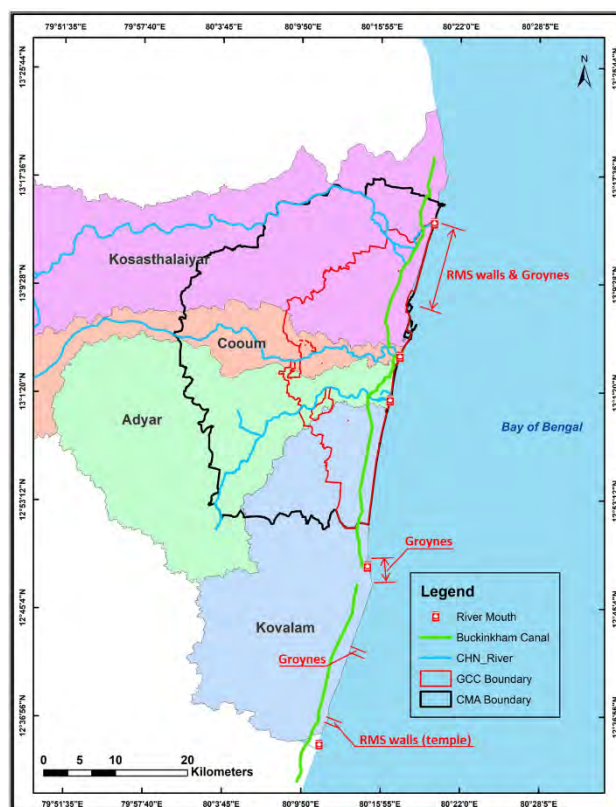 79°51'35"E 79°57'40"E 80°3'45"E 80°9'50"E 80°15'55"E 80°22'0"E 80°28'5"E
N
13°25'44"N
13°17'36"N
13°9'28"N
13°1'20"N
12°53'12"N
12°45'4"N
12°36'56"N
Kosasthalaiyar
RMS walls & Groynes
Cooum
Adyar
Bay of Bengal
Groynes
Kovalam
Groynes
RMS walls (temple)
Legend
River Mouth
Buckinkham Canal
CHN_River
GCC Boundary
CMA Boundary
0 5 10 20
Kilometers
79°51'35"E 79°57'40"E 80°3'45"E 80°9'50"E 80°15'55"E 80°22'0"E 80°28'5"E